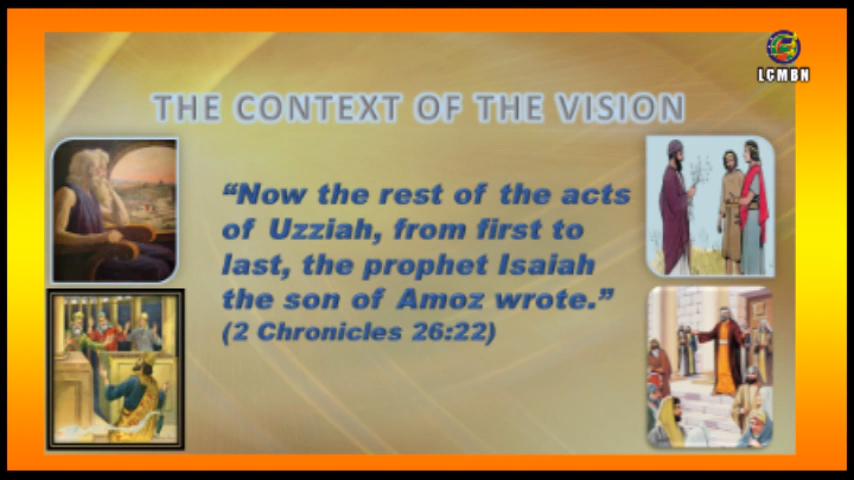 LCMBN
THE CONTEXT OF THE VISION
“Now the rest of the acts
of Uzziah, from first to
last, the prophet Isaiah
the son of Amoz wrote.”
(2 Chronicles 26:22)